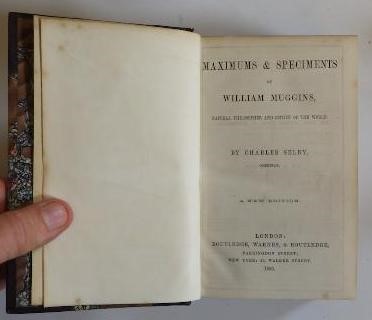 MAXIMUMS & SPECIMENTS
OF
WILLIAM MUGGINS,
NATURAL PHILOSOPHER, AND CITIZEN OF THE WORLD.
BY CHARLES SELBY,
COMEDIAN.
A NEW EDITION.
LONDON:
ROUTLEDGE, WARNES, & ROUTLEDGE,
FARRINGDON STREET;
NEW YORK: 56, WALKER STREET.